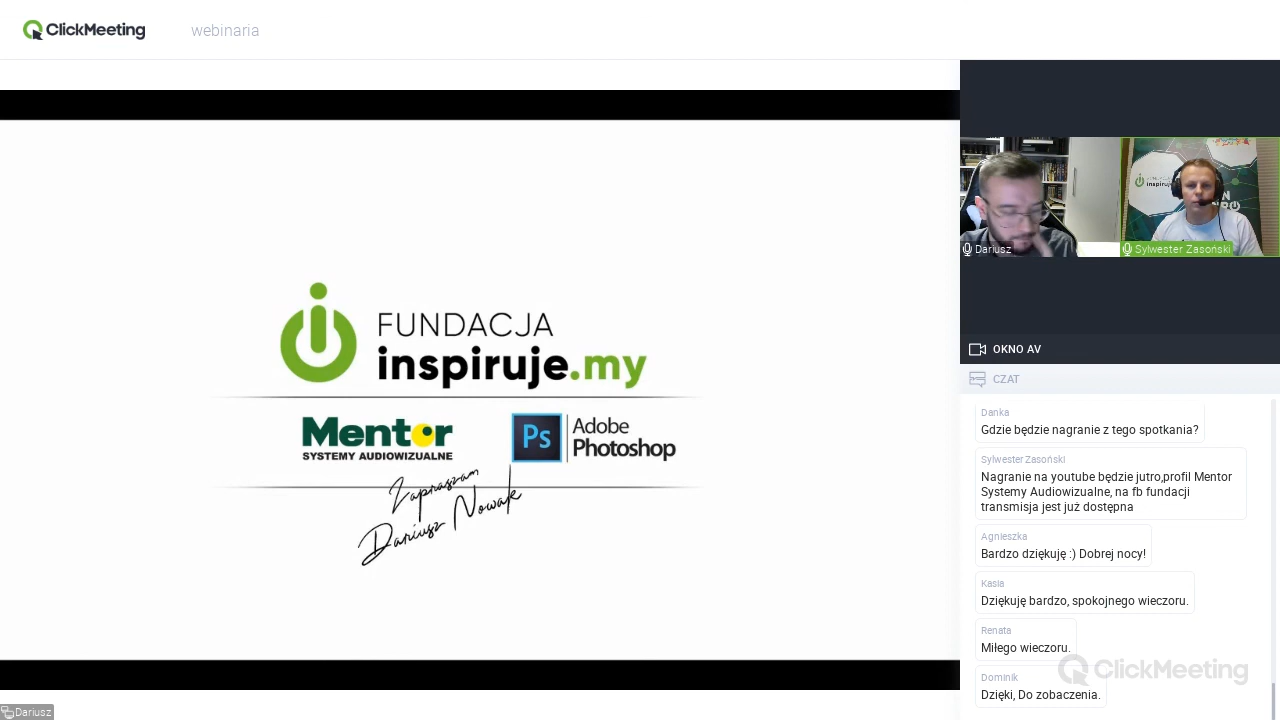 ClickMeeting
webinaria
FUNDACJA
inspiruje.my
Mentor
SYSTEMY AUDIOWIZUALNE
Ps
Adobe
Photoshop
Zapraszam
Dariusz Nowak
Dariusz
FUNDACJA
inspiruje
Dariusz
Sylwester Zasoński
OKNO AV
CZAT
Danka
Gdzie będzie nagranie z tego spotkania?
Sylwester Zasoński
Nagranie na youtube będzie jutro,profil Mentor
Systemy Audiowizualne, na fb fundacji
transmisja jest już dostępna
Agnieszka
Bardzo dziękuję :) Dobrej nocy!
Kasia
Dziękuję bardzo, spokojnego wieczoru.
Renata
Miłego wieczoru.
Dominik
Dzięki, Do zobaczenia.
ClickMeeting